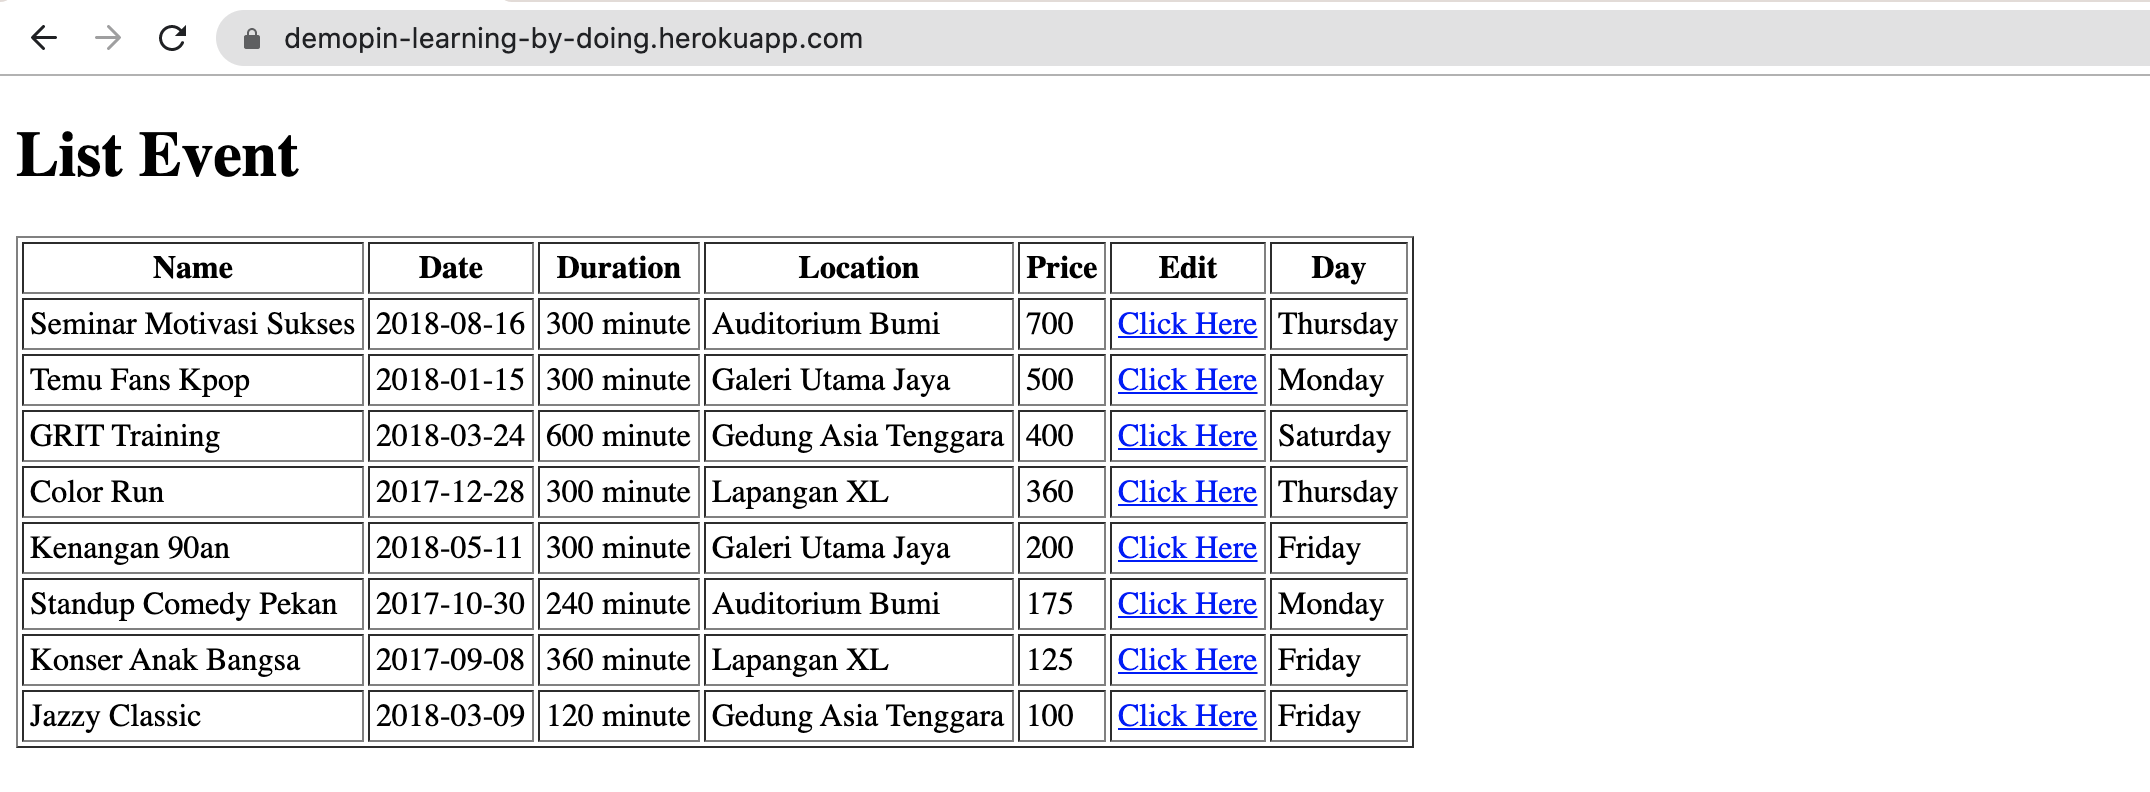 demopin-learning-by-doing.herokuapp.com
List Event
Name Date Duration Location Price Edit Day
Seminar Motivasi Sukses 2018-08-16 300 minute Auditorium Bumi 700 Click Here Thursday
Temu Fans Kpop 2018-01-15 300 minute Galeri Utama Jaya 500 Click Here Monday
GRIT Training 2018-03-24 600 minute Gedung Asia Tenggara 400 Click Here Saturday
Color Run 2017-12-28 300 minute Lapangan XL 360 Click Here Thursday
Kenangan 90an 2018-05-11 300 minute Galeri Utama Jaya 200 Click Here Friday
Standup Comedy Pekan 2017-10-30 240 minute Auditorium Bumi 175 Click Here Monday
Konser Anak Bangsa 2017-09-08 360 minute Lapangan XL 125 Click Here Friday
Jazzy Classic 2018-03-09 120 minute Gedung Asia Tenggara 100 Click Here Friday